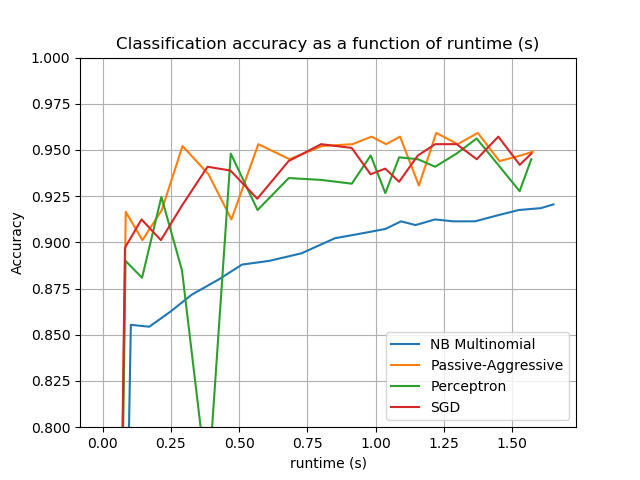 Classification accuracy as a function of runtime (s)
1.000
0.975
0.950
0.925
0.900
0.875
0.850
0.825
0.800
Accuracy
NB Multinomial
Passive-Aggressive
Perceptron
SGD
0.00 0.25 0.50 0.75 1.00 1.25 1.50
runtime (s)